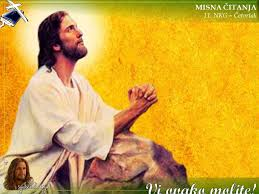 MISNA ČITANJA
11. NKG – Četvrtak
Vi ovako molite!